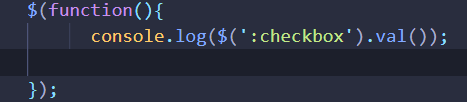 $(function(){
console.log($(':checkbox').val());
});